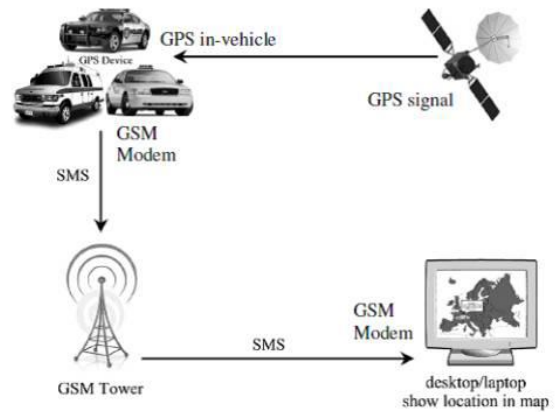 GPS in-vehicle
GPS Device
GPS signal
GSM
Modem
SMS
GSM
Modem
SMS
GSM Tower
desktop/laptop
show location in map